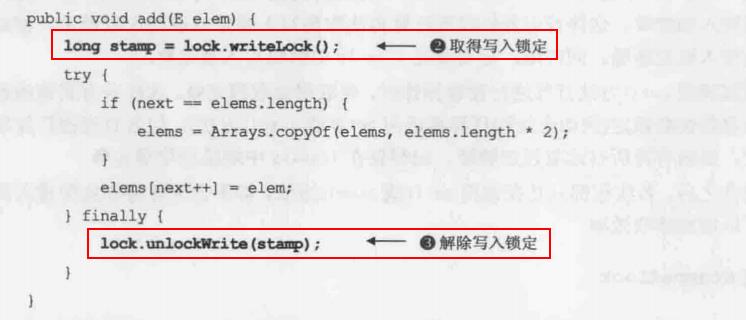 public void add(E elem) {
long stamp = lock.writeLock(); ❷取得写入锁定
try {
if (next == elems.length) {
elems = Arrays.copyOf(elems, elems.length * 2);
}
elems[next++] = elem;
} finally {
lock.unlockWrite(stamp); ❸解除写入锁定
}
}